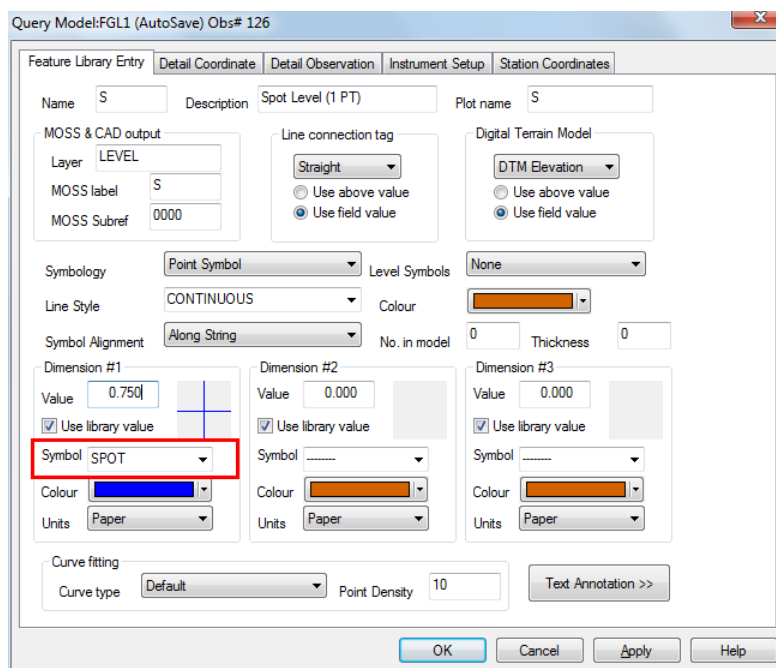 Query Model:FGL1 (AutoSave) Obs# 126
X
Feature Library Entry Detail Coordinate Detail Observation Instrument Setup Station Coordinates
Name S Description Spot Level (1 PT) Plot name S
MOSS & CAD output Line connection tag Digital Terrain Model
Layer LEVEL Straight DTM Elevation
MOSS label S Use above value Use above value
MOSS Subref 0000 Use field value Use field value
Symbology Point Symbol Level Symbols None
Line Style CONTINUOUS Colour
Symbol Alignment Along String No. in model 0 Thickness 0
Dimension #1 Dimension #2 Dimension #3
Value 0.750 Value 0.000 Value 0.000
Use library value Use library value Use library value
Symbol SPOT Symbol -------- Symbol --------
Colour Colour Colour
Units Paper Units Paper Units Paper
Curve fitting
Curve type Default Point Density 10 Text Annotation >>
OK Cancel Apply Help